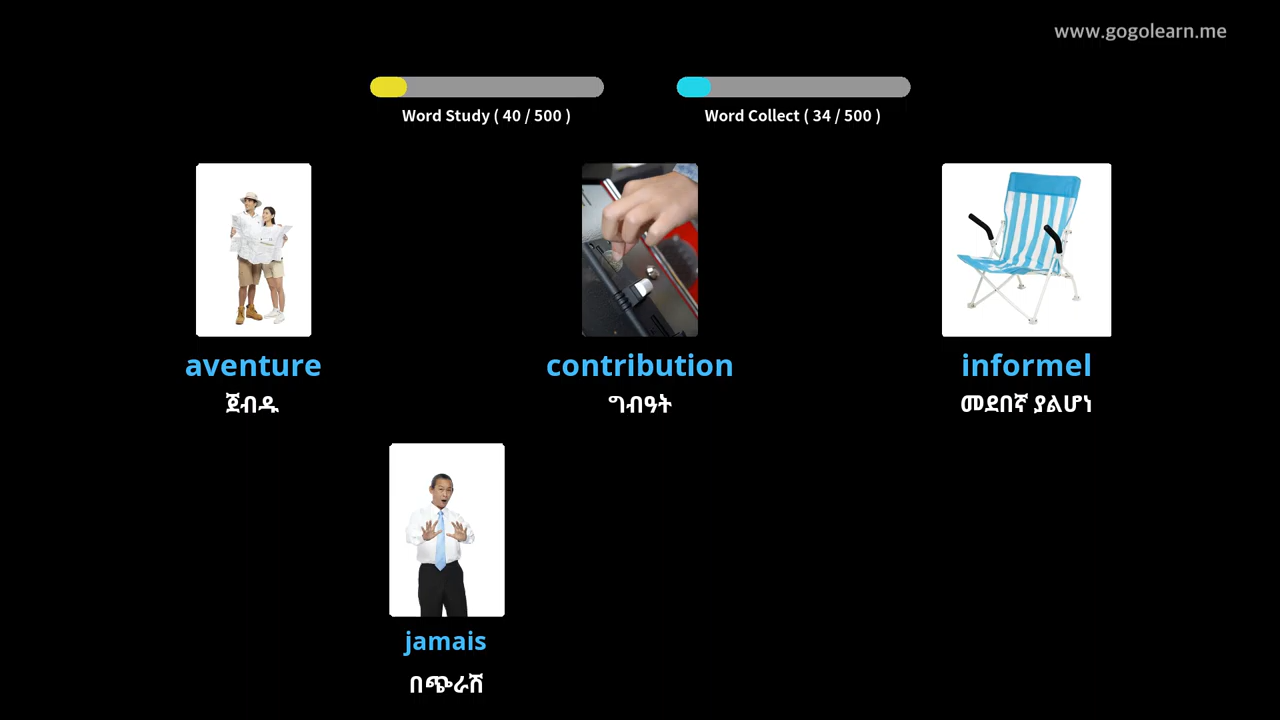 www.gogolearn.me
Word Study ( 40 / 500 )
Word Collect ( 34 / 500 )
aventure
ጀብዱ
contribution
ግብዓት
informel
መደበኛ ያልሆነ
jamais
በጭራሽ